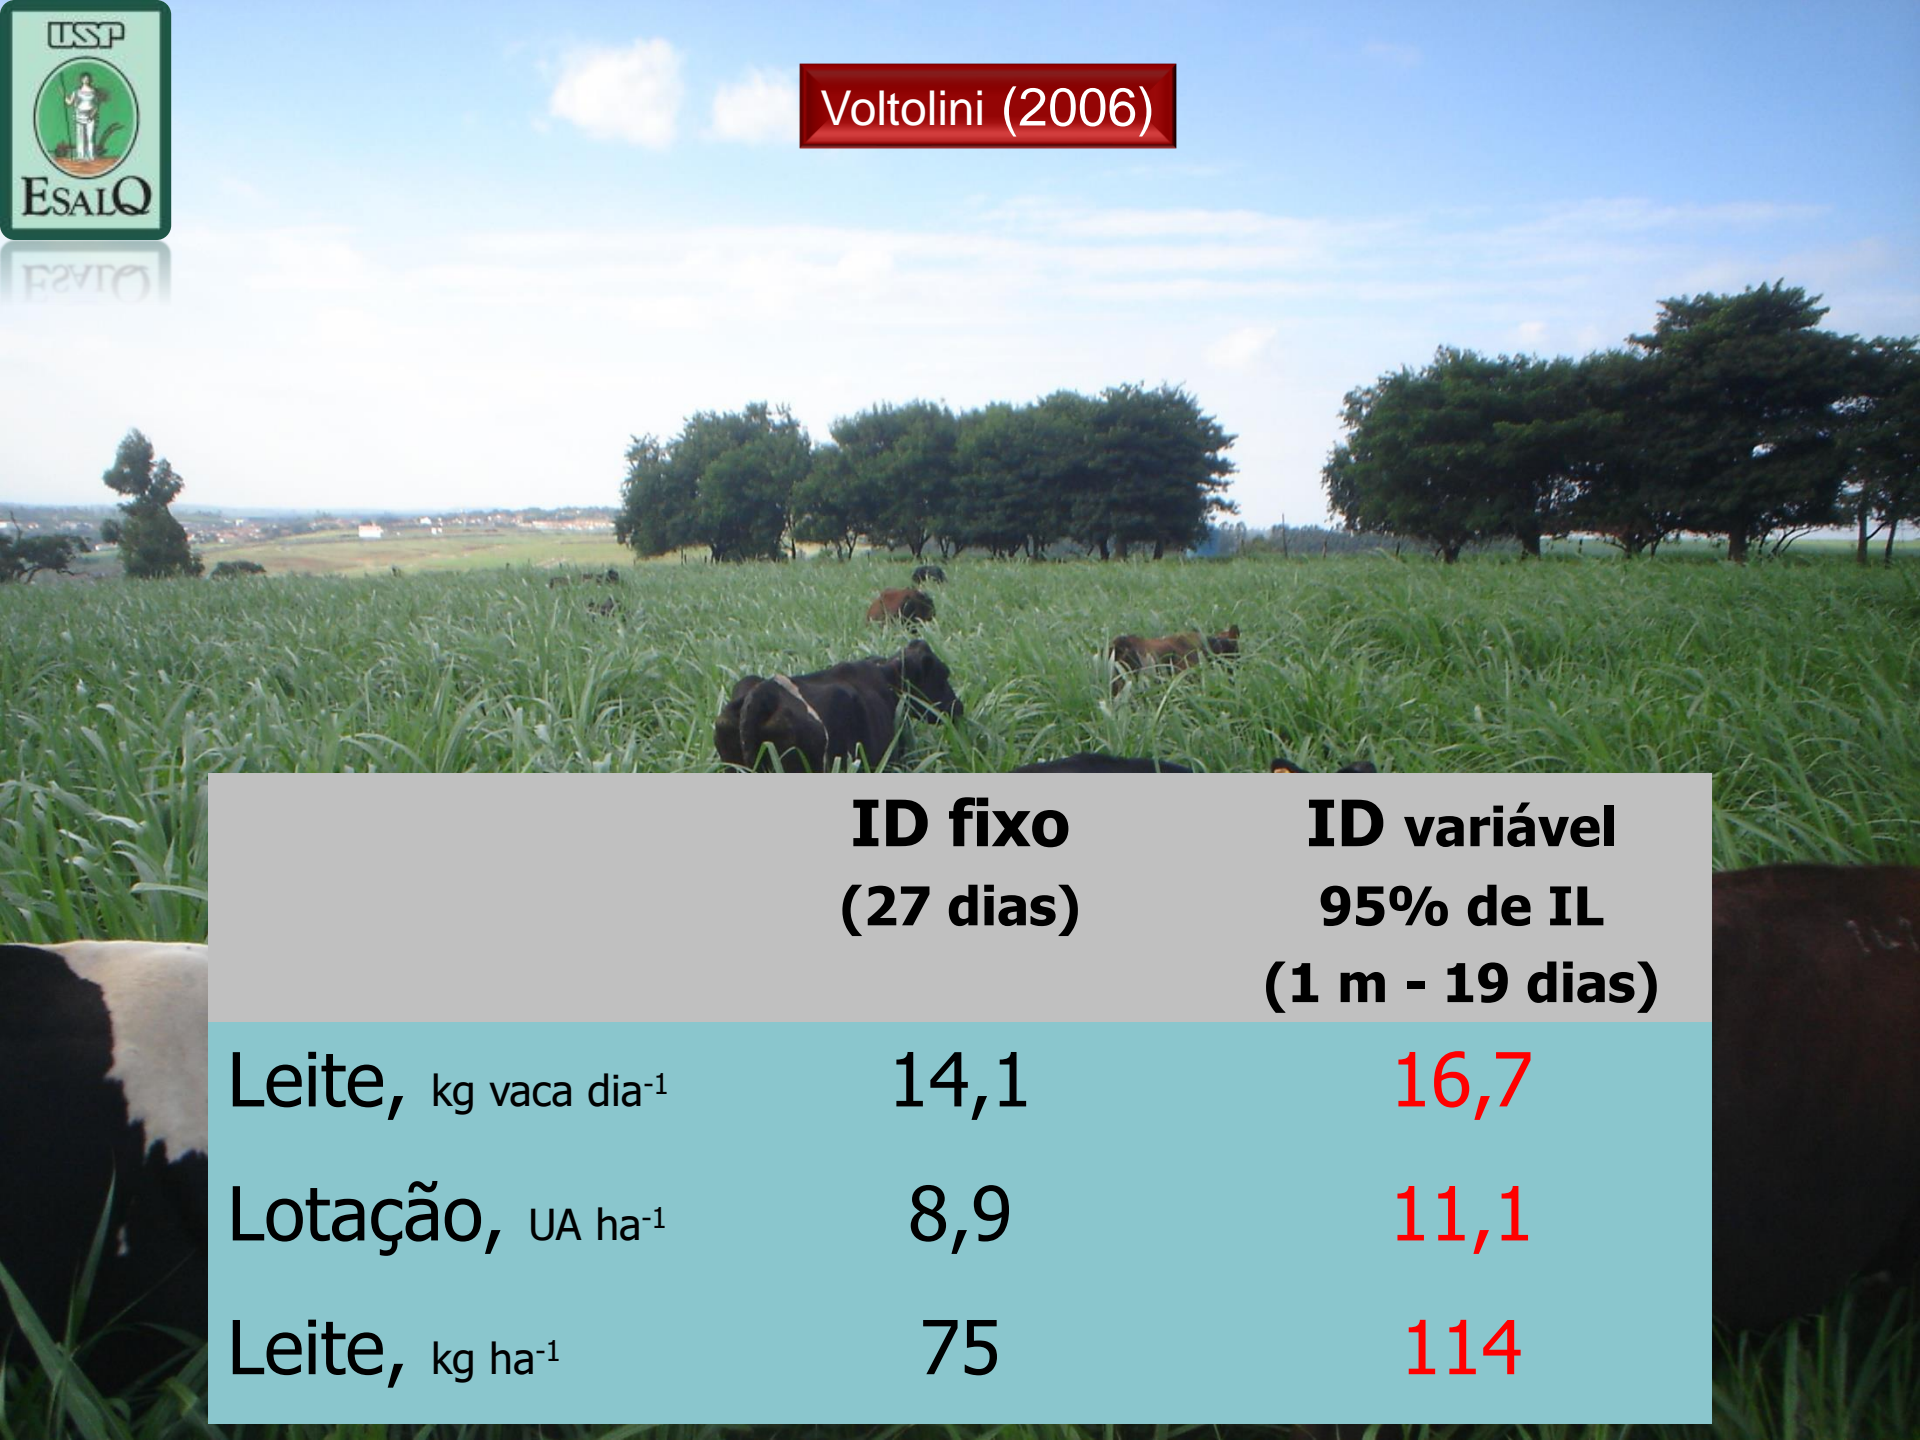 USP
ESALQ
Voltolini (2006)
ID fixo ID variável
(27 dias) 95% de IL
(1 m - 19 dias)
Leite, kg vaca dia-1 14,1 16,7
Lotação, UA ha-1 8,9 11,1
Leite, kg ha-1 75 114